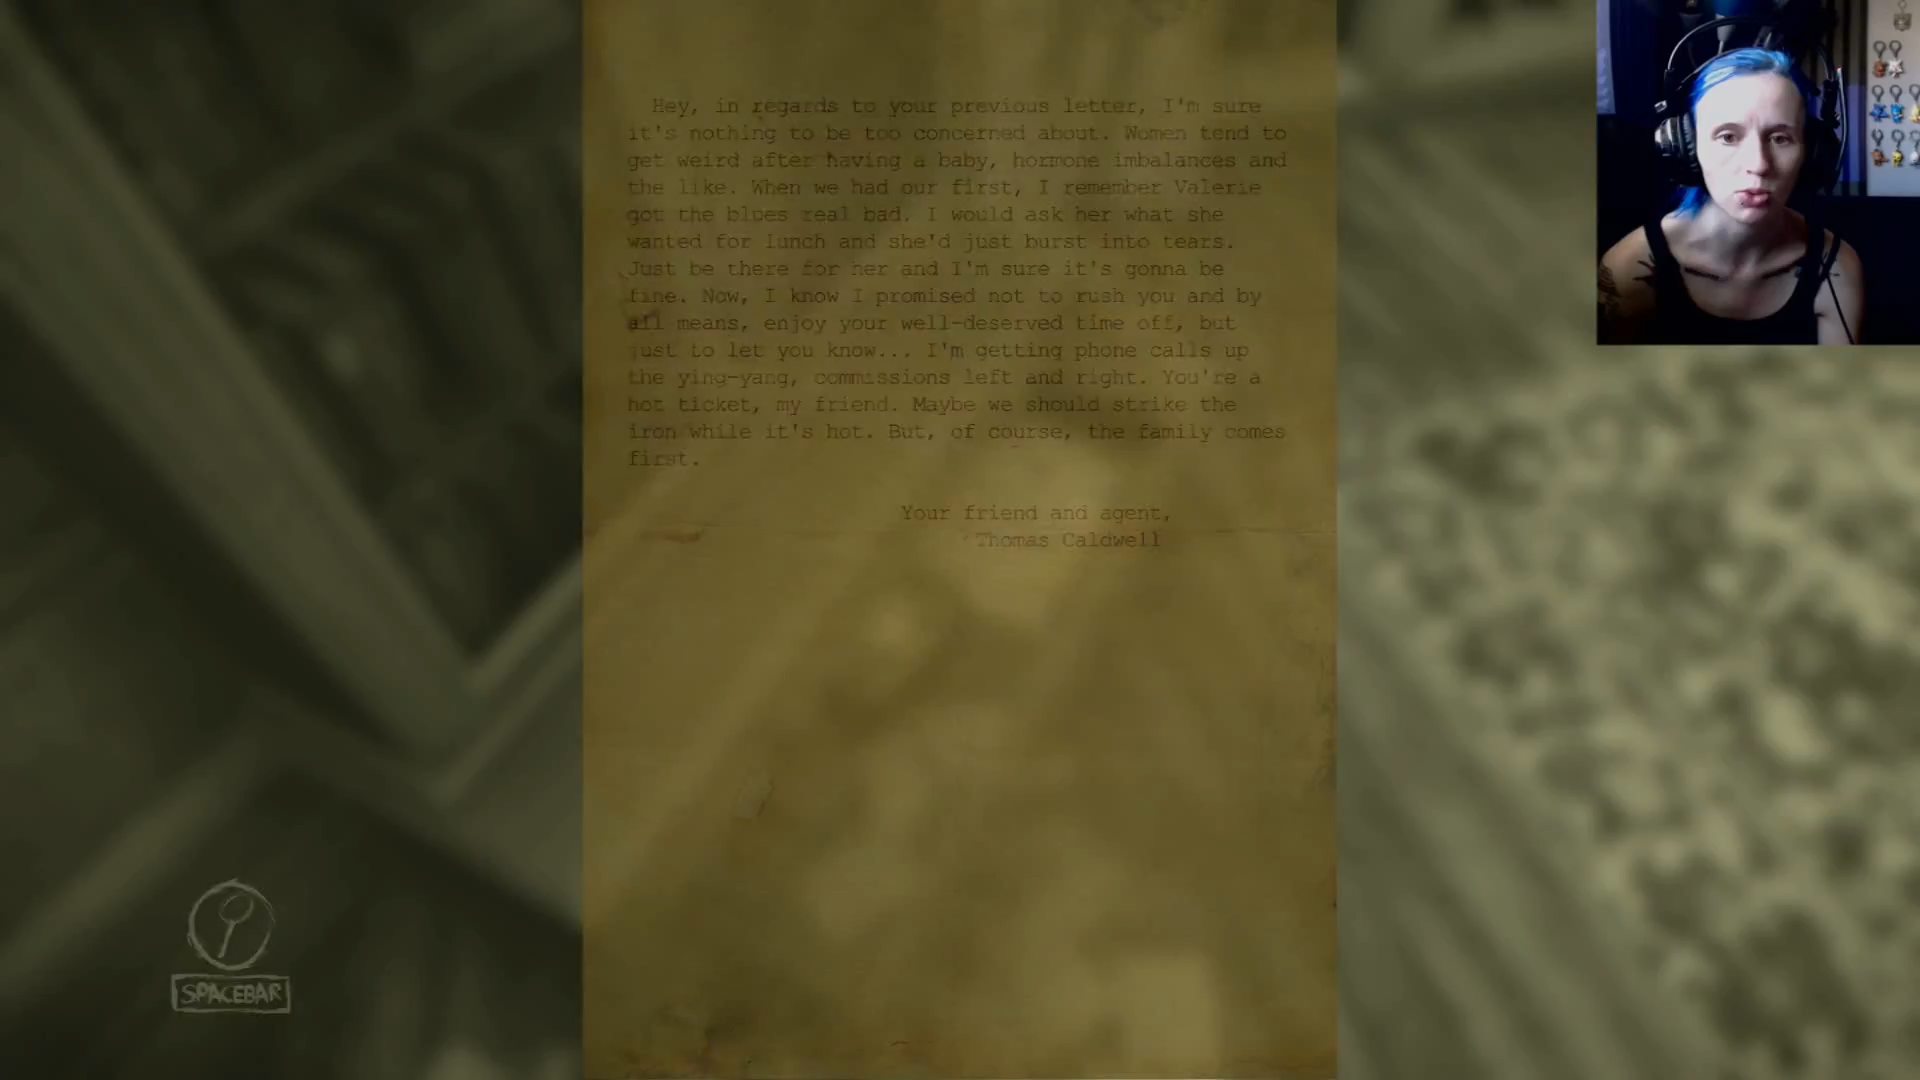 Hey, in regards to your previous letter, I'm sure
it's nothing to be too concerned about. Women tend to
get weird after having a baby, hormone imbalances and
the like. When we had our first, I remember Valerie
got the blues real bad. I would ask her what she
wanted for lunch and she'd just burst into tears.
Just be there for her and I'm sure it's gonna be
fine. Now, I know I promised not to rush you and by
all means, enjoy your well-deserved time off, but
just to let you know... I'm getting phone calls up
the ying-yang, commissions left and right. You're a
hot ticket, my friend. Maybe we should strike the
iron while it's hot. But, of course, the family comes
first.
Your friend and agent,
Thomas Caldwell
SPACEBAR